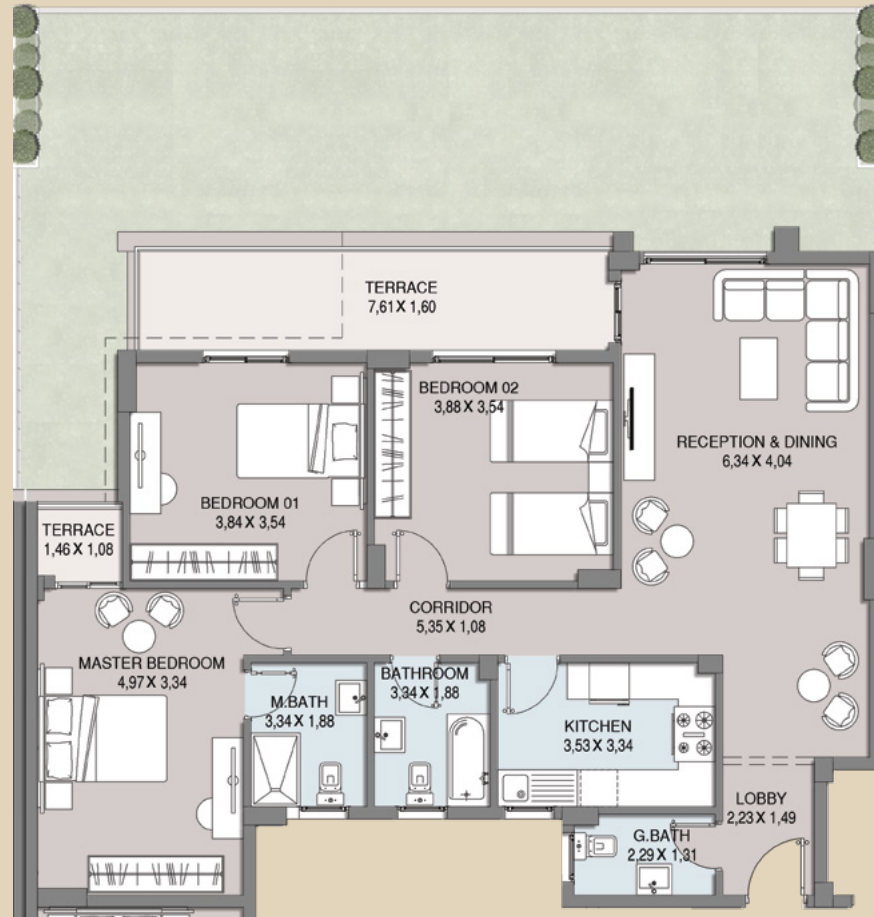 TERRACE
7,61 X 1,60
BEDROOM 02
3,88 X 3,54
RECEPTION & DINING
6,34 X 4,04
BEDROOM 01
3,84 X 3,54
TERRACE
1,46 X 1,08
CORRIDOR
5,35 X 1,08
MASTER BEDROOM
4,97 X 3,34
M.BATH
3,34 X 1,88
BATHROOM
3,34 X 1,88
KITCHEN
3,53 X 3,34
LOBBY
2,23 X 1,49
G.BATH
2,29 X 1,31